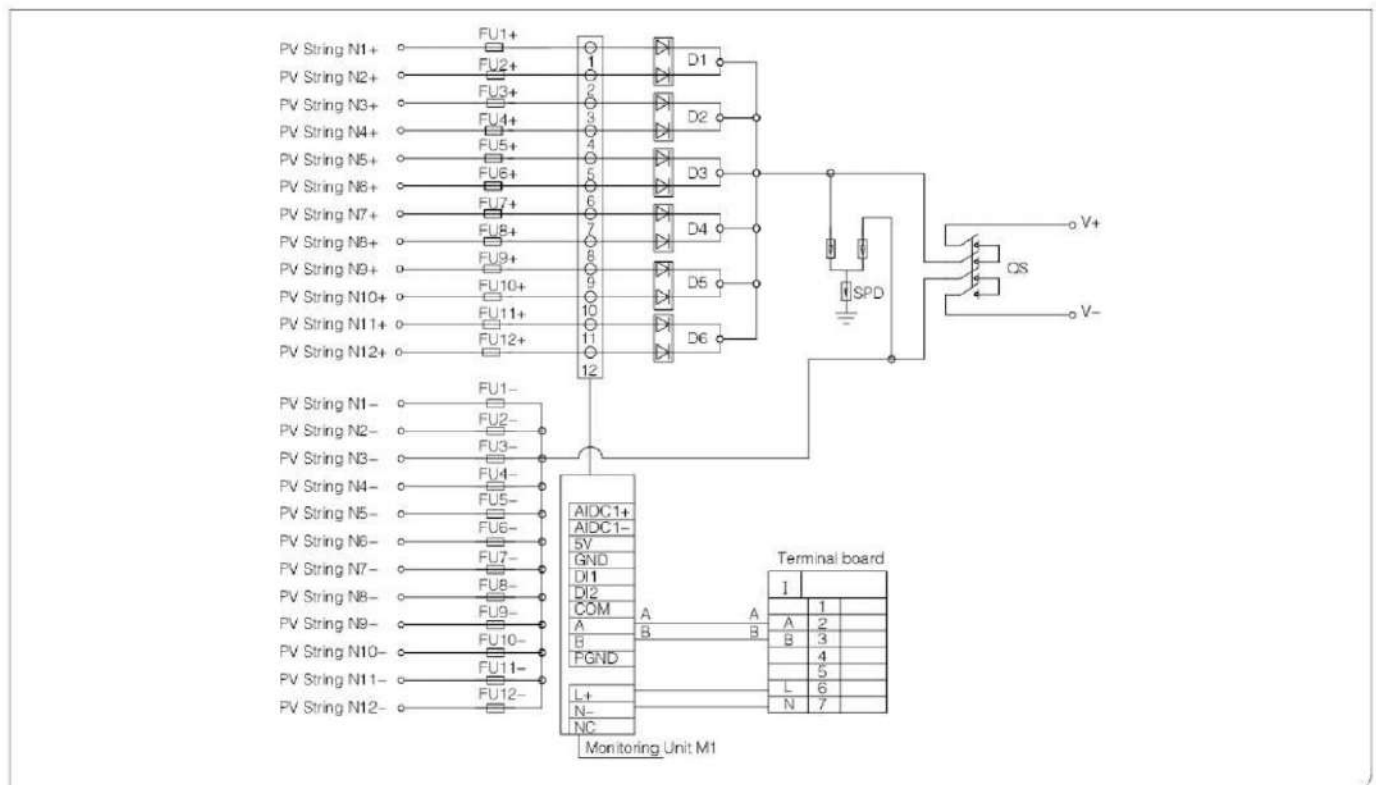 PV String N1+ FU1+
1 D1
PV String N2+ FU2+
2
PV String N3+ FU3+
3 D2
PV String N4+ FU4+
4
PV String N5+ FU5+
5 D3
PV String N6+ FU6+
6
PV String N7+ FU7+
7 D4
PV String N8+ FU8+
8
PV String N9+ FU9+
9 D5
PV String N10+ FU10+
10
PV String N11+ FU11+
11 D6
PV String N12+ FU12+
12
V+
QS
SPD
V−
PV String N1− FU1−
PV String N2− FU2−
PV String N3− FU3−
PV String N4− FU4−
PV String N5− FU5−
PV String N6− FU6−
PV String N7− FU7−
PV String N8− FU8−
PV String N9− FU9−
PV String N10− FU10−
PV String N11− FU11−
PV String N12− FU12−
AIDC1+
AIDC1−
5V
GND
DI1
DI2
COM
A
B
PGND
L+
N−
NC
Monitoring Unit M1
A A
B B
Terminal board
I
1
A 2
B 3
4
5
L 6
N 7